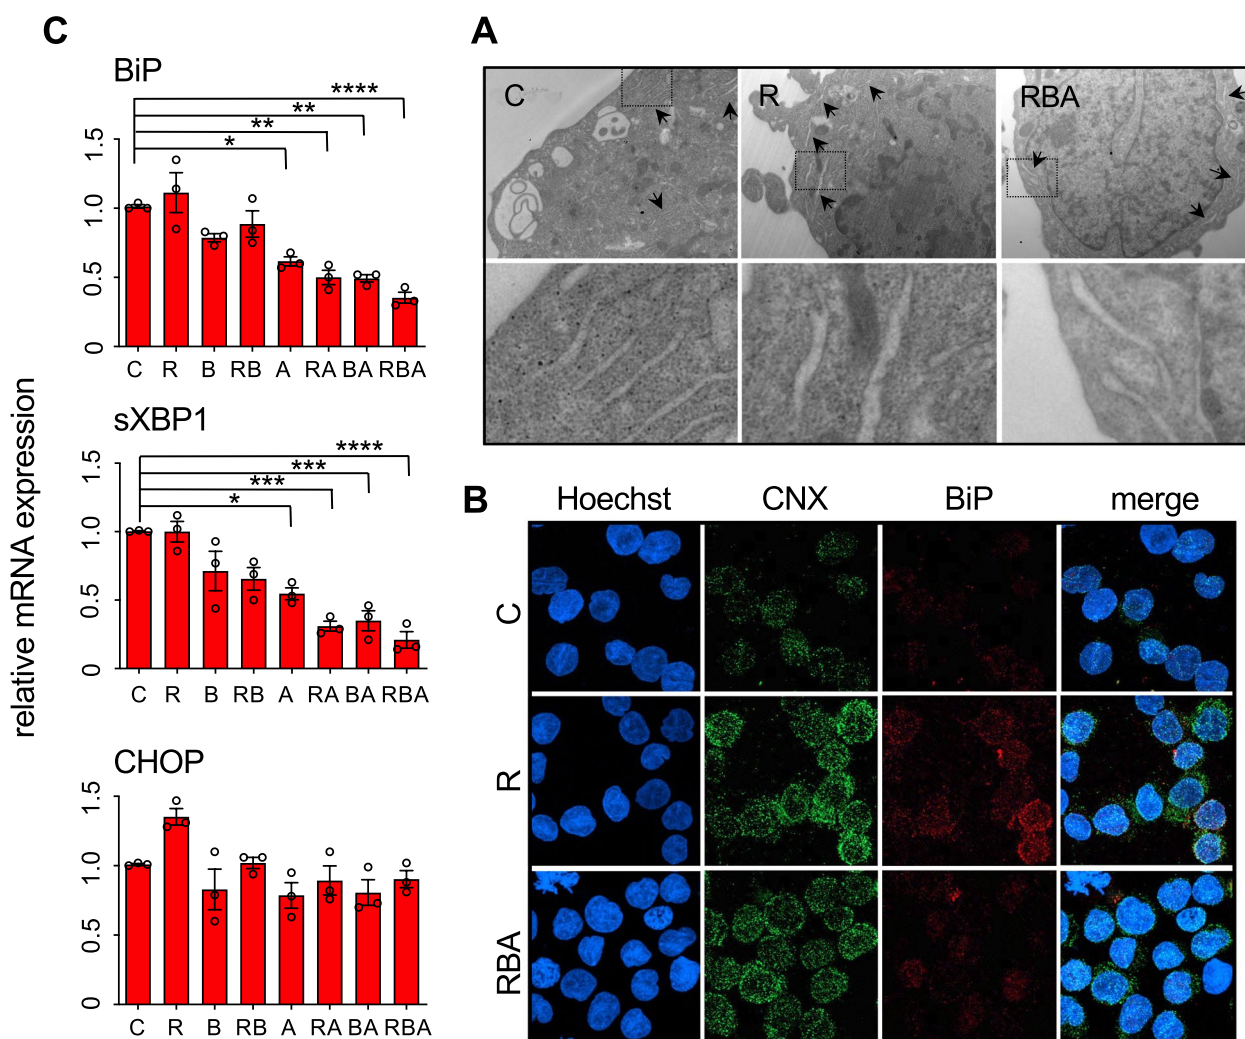 C
BiP
****
**
**
*
1.5
1.0
0.5
0
C R B RB A RA BA RBA
relative mRNA expression
sXBP1
****
***
***
*
1.5
1.0
0.5
0
C R B RB A RA BA RBA
CHOP
1.5
1.0
0.5
0
C R B RB A RA BA RBA
A
C R RBA
B
Hoechst CNX BiP merge
C
R
RBA